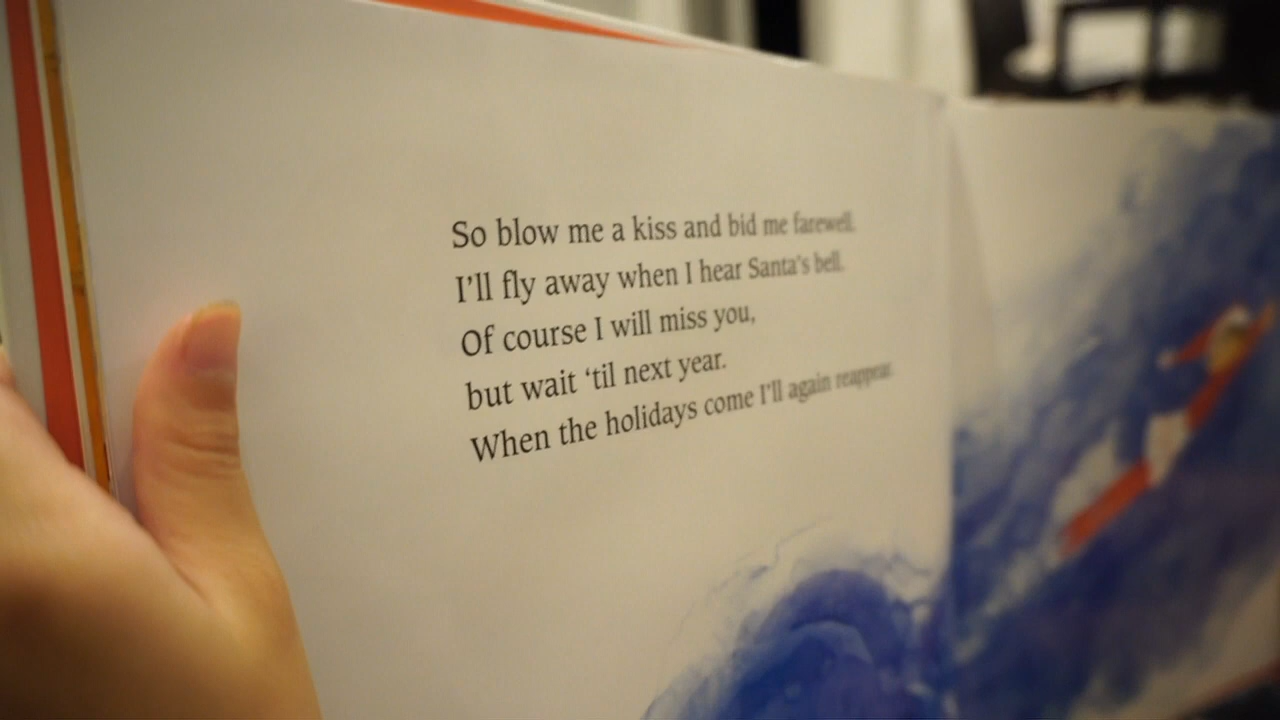 So blow me a kiss and bid me farewell.
I'll fly away when I hear Santa's bell.
Of course I will miss you,
but wait ‘til next year.
When the holidays come I'll again reappear.